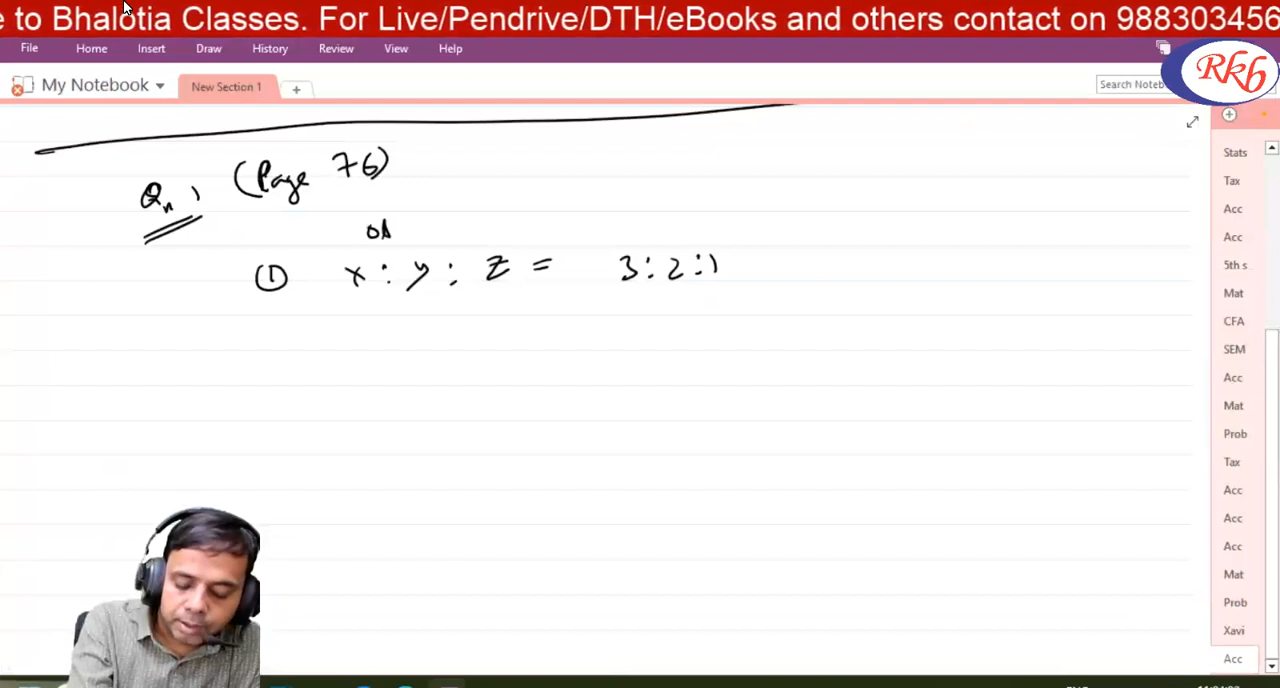 e to Bhalotia Classes. For Live/Pendrive/DTH/eBooks and others contact on 988303456
File Home Insert Draw History Review View Help
Rkb
My Notebook New Section 1 + Search Noteb
Qn 1 (Page 76)
① x : y : z = 3:2:1
Stats
Tax
Acc
Acc
5th s
Mat
CFA
SEM
Acc
Mat
Prob
Tax
Acc
Acc
Acc
Mat
Prob
Xavi
Acc